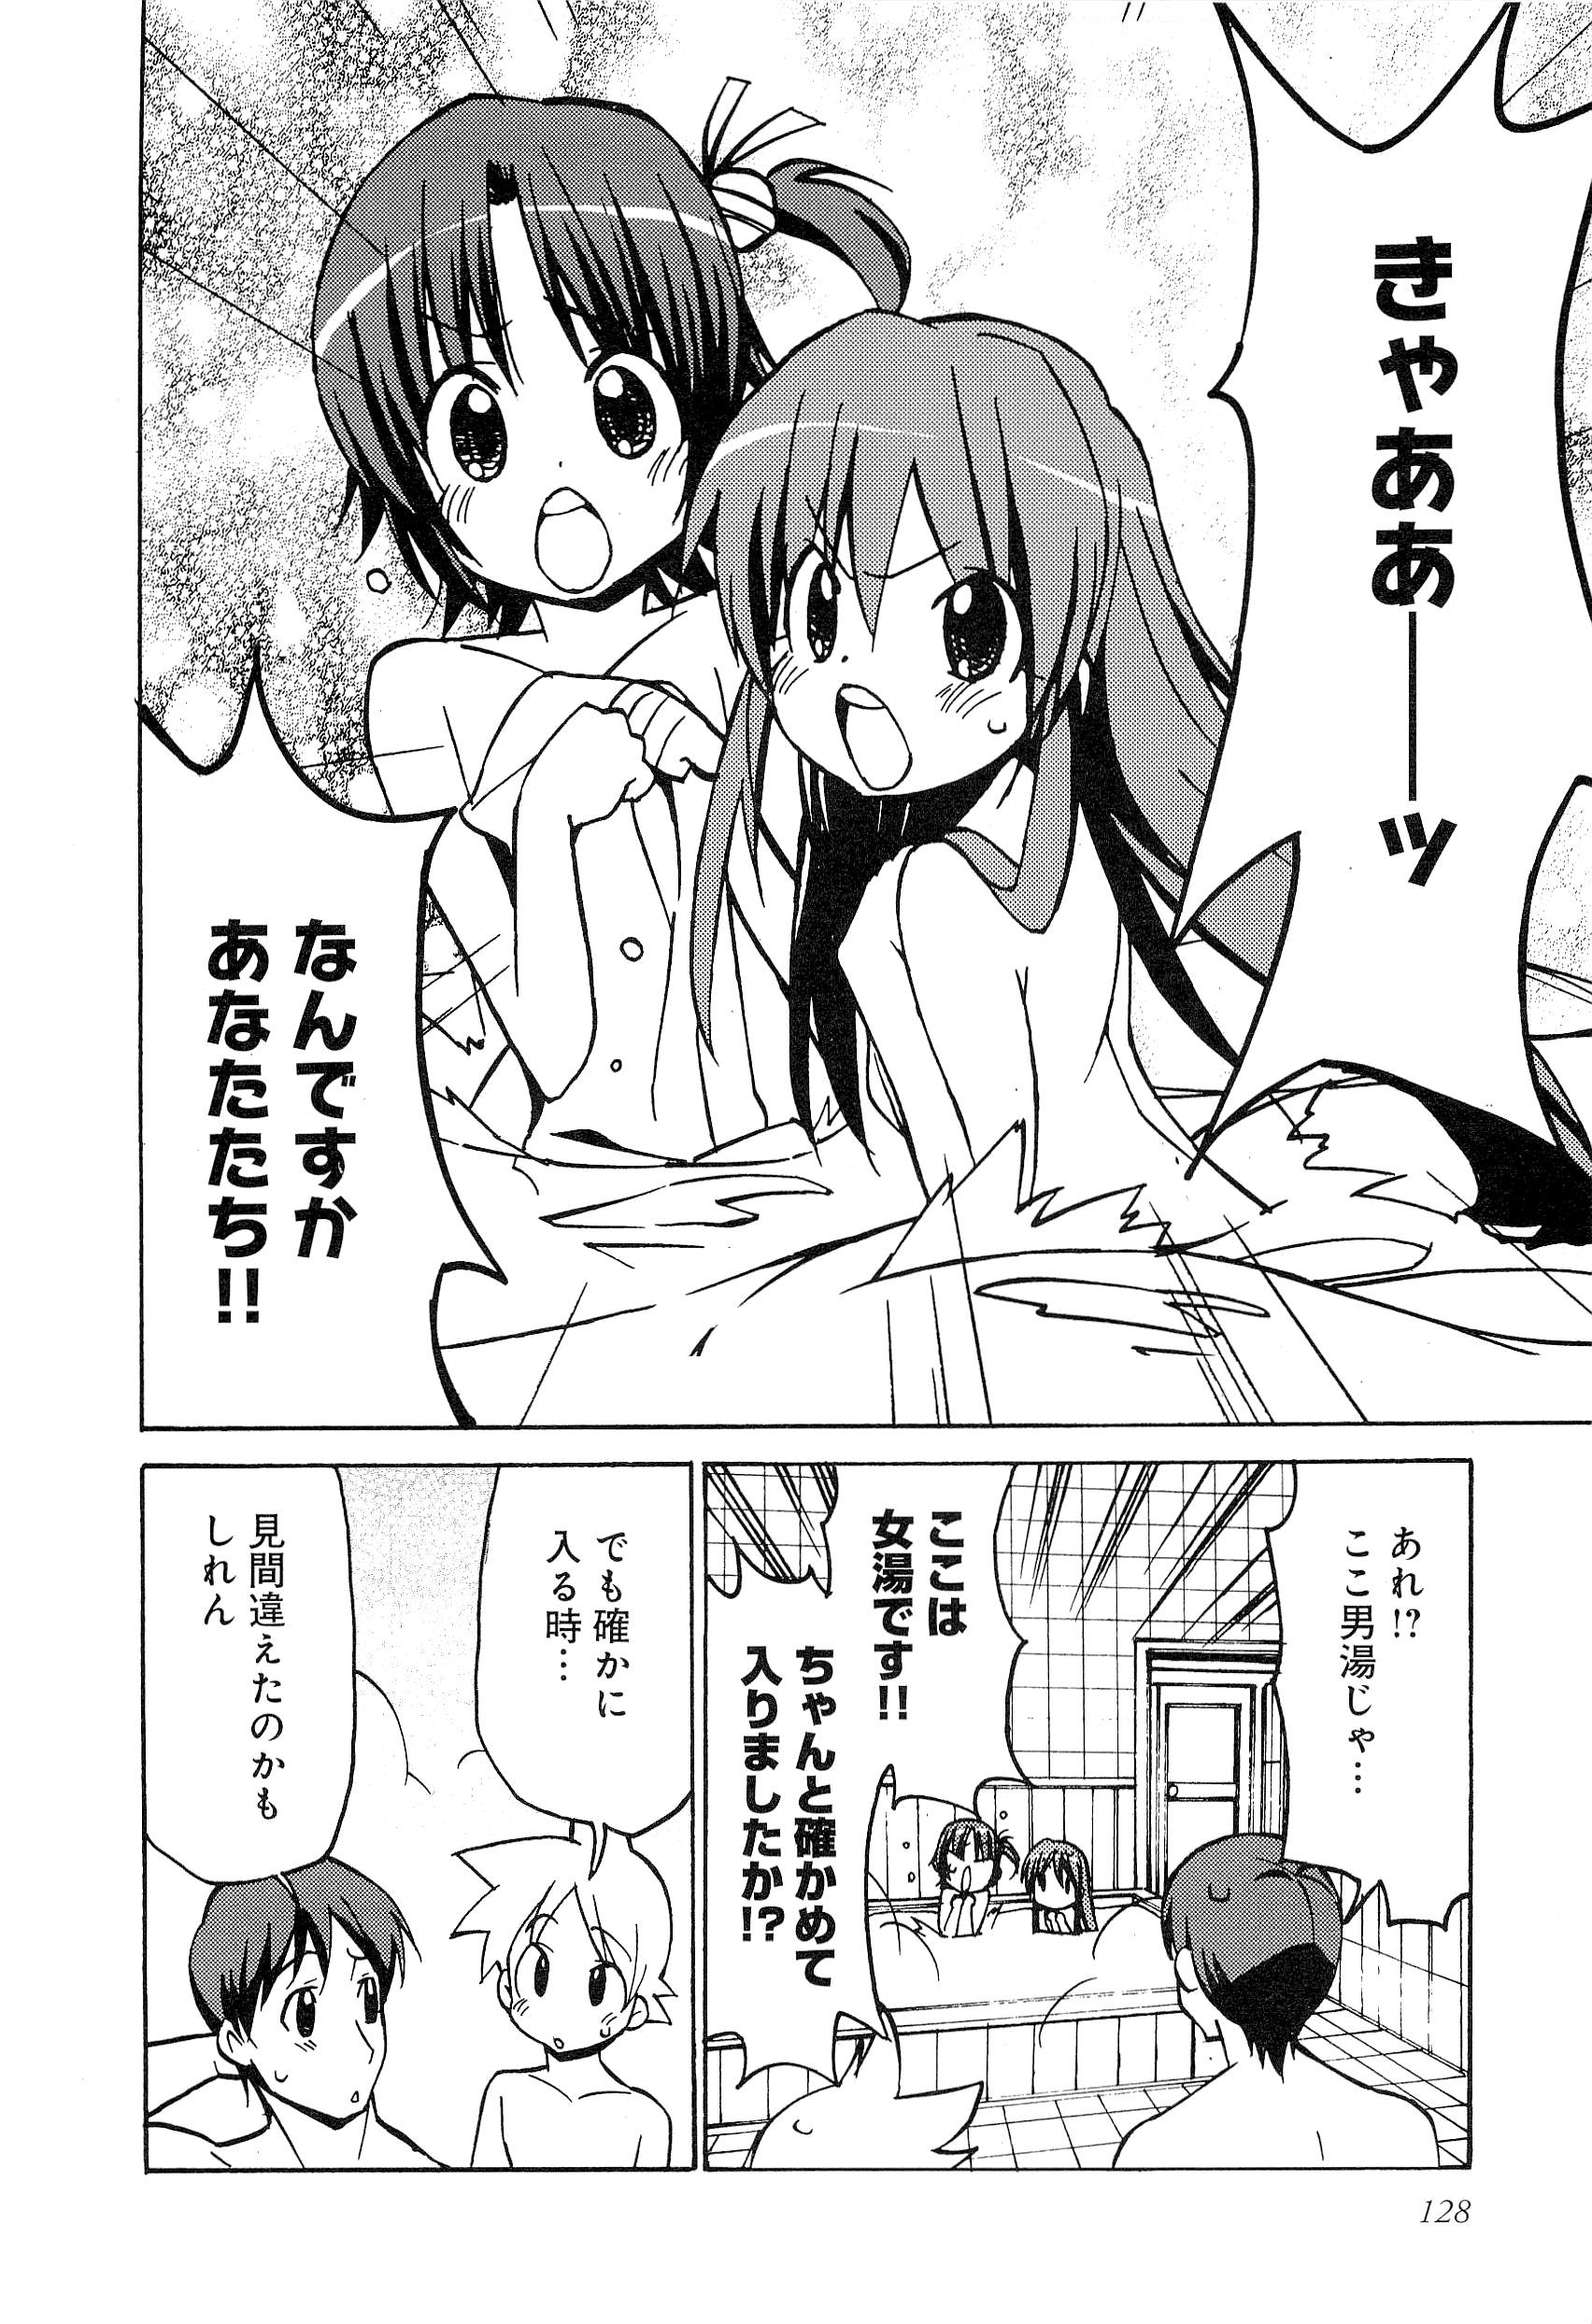 きゃああ――ッ
なんですか
あなたたち!!
あれ!?
ここ男湯じゃ…
ここは
女湯です!!
ちゃんと確かめて
入りましたか!?
でも確かに
入る時…
見間違えたのかも
しれん
128